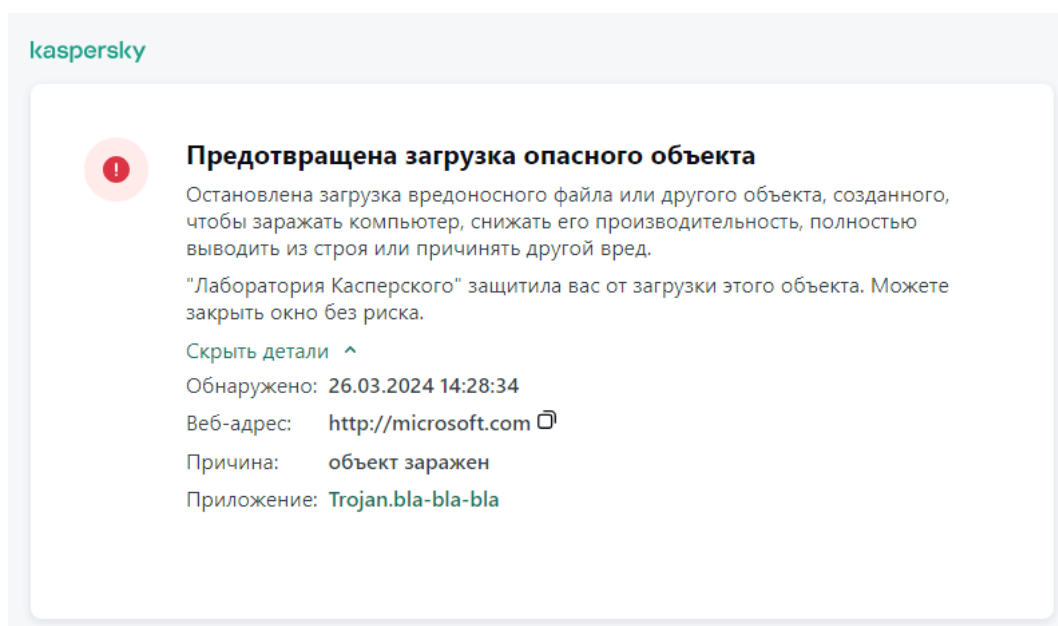 kaspersky
Предотвращена загрузка опасного объекта
Остановлена загрузка вредоносного файла или другого объекта, созданного,
чтобы заражать компьютер, снижать его производительность, полностью
выводить из строя или причинять другой вред.
"Лаборатория Касперского" защитила вас от загрузки этого объекта. Можете
закрыть окно без риска.
Скрыть детали
Обнаружено: 26.03.2024 14:28:34
Веб-адрес: http://microsoft.com
Причина: объект заражен
Приложение: Trojan.bla-bla-bla